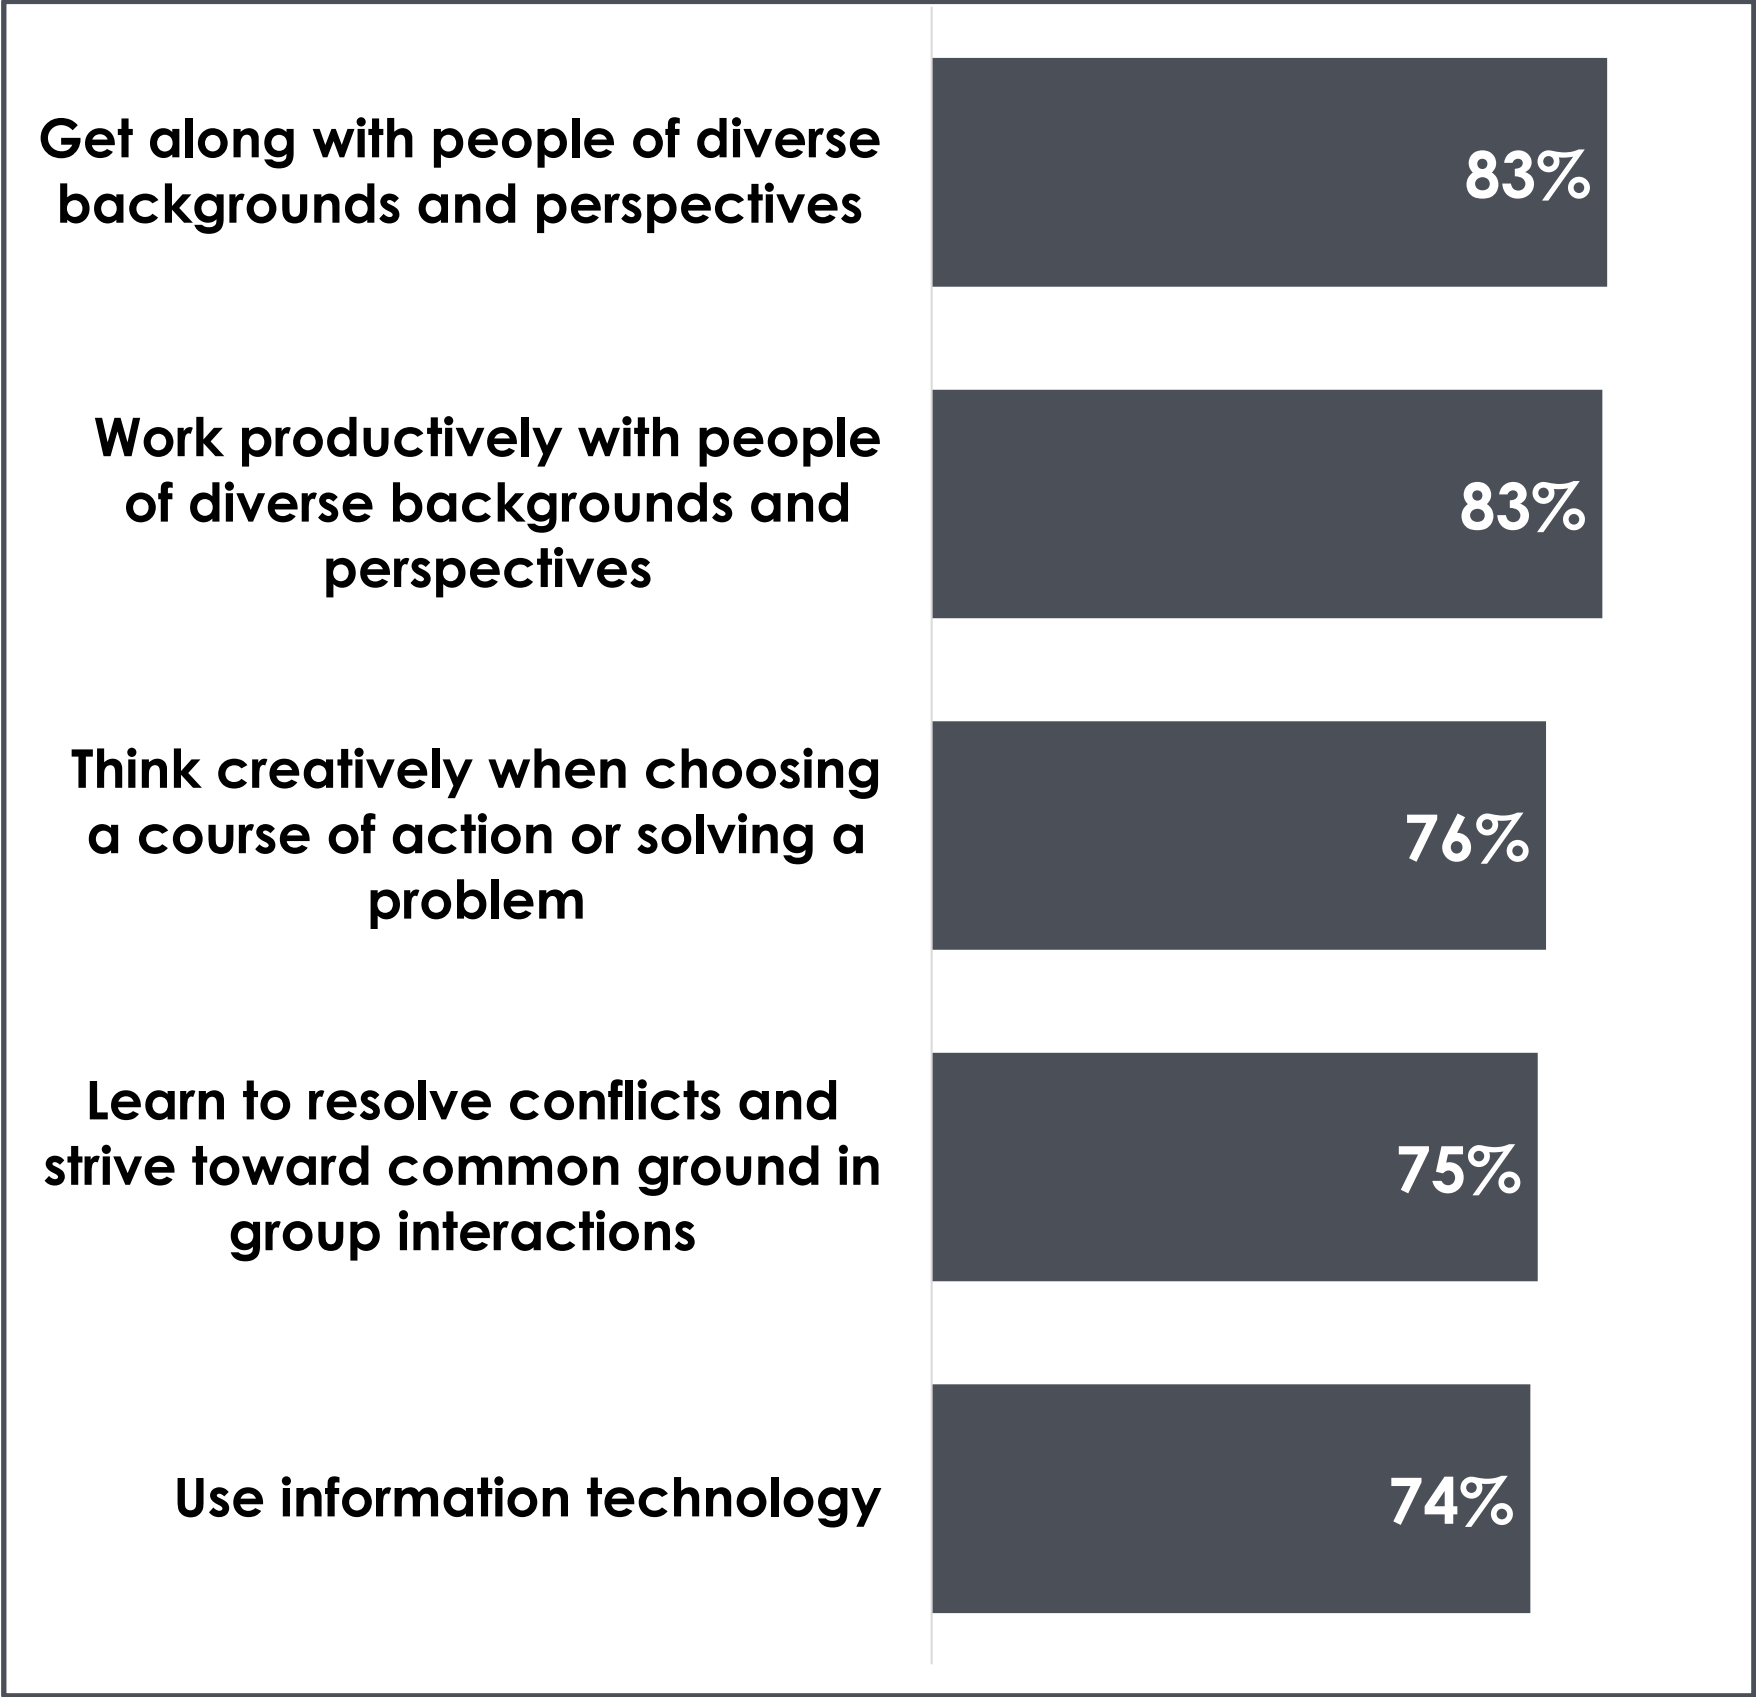 Get along with people of diverse
backgrounds and perspectives
83%
Work productively with people
of diverse backgrounds and
perspectives
83%
Think creatively when choosing
a course of action or solving a
problem
76%
Learn to resolve conflicts and
strive toward common ground in
group interactions
75%
Use information technology
74%